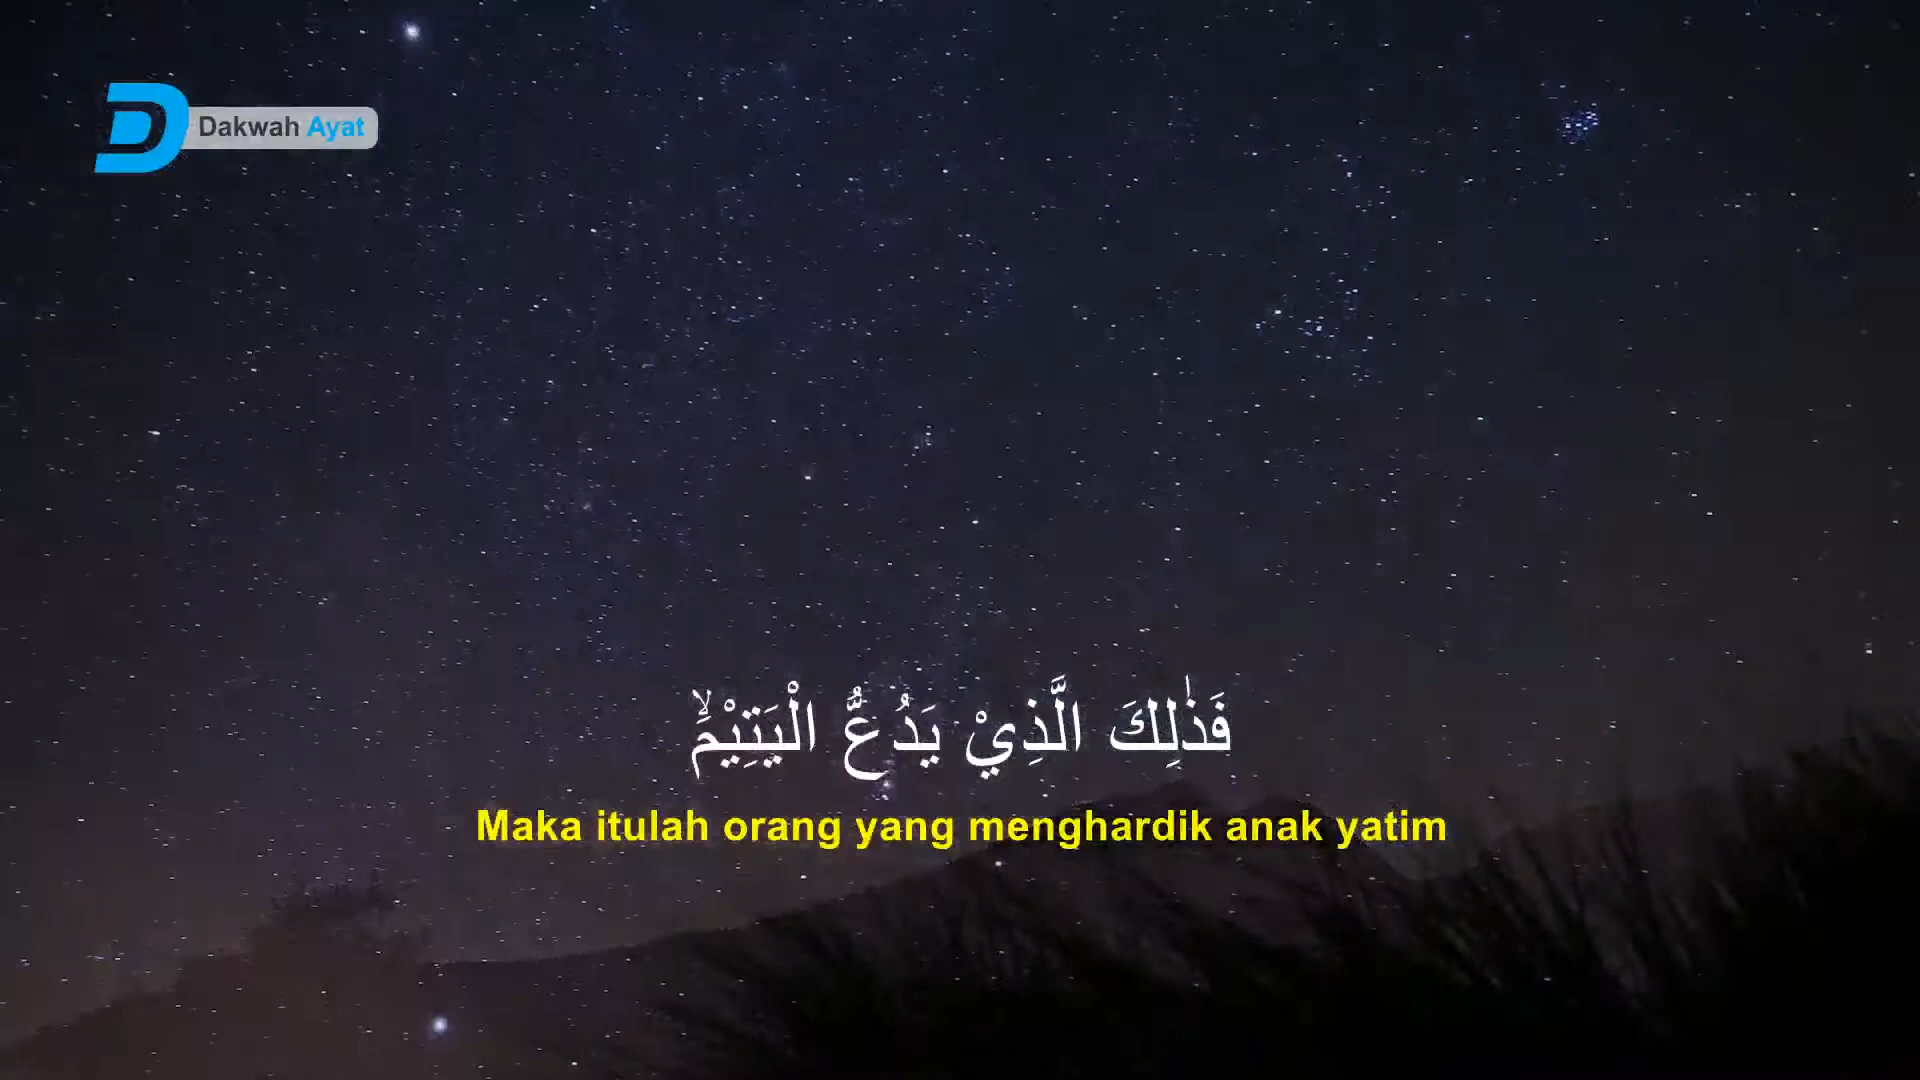 Dakwah Ayat
فَذٰلِكَ الَّذِيْ يَدُعُّ الْيَتِيْمَۙ
Maka itulah orang yang menghardik anak yatim